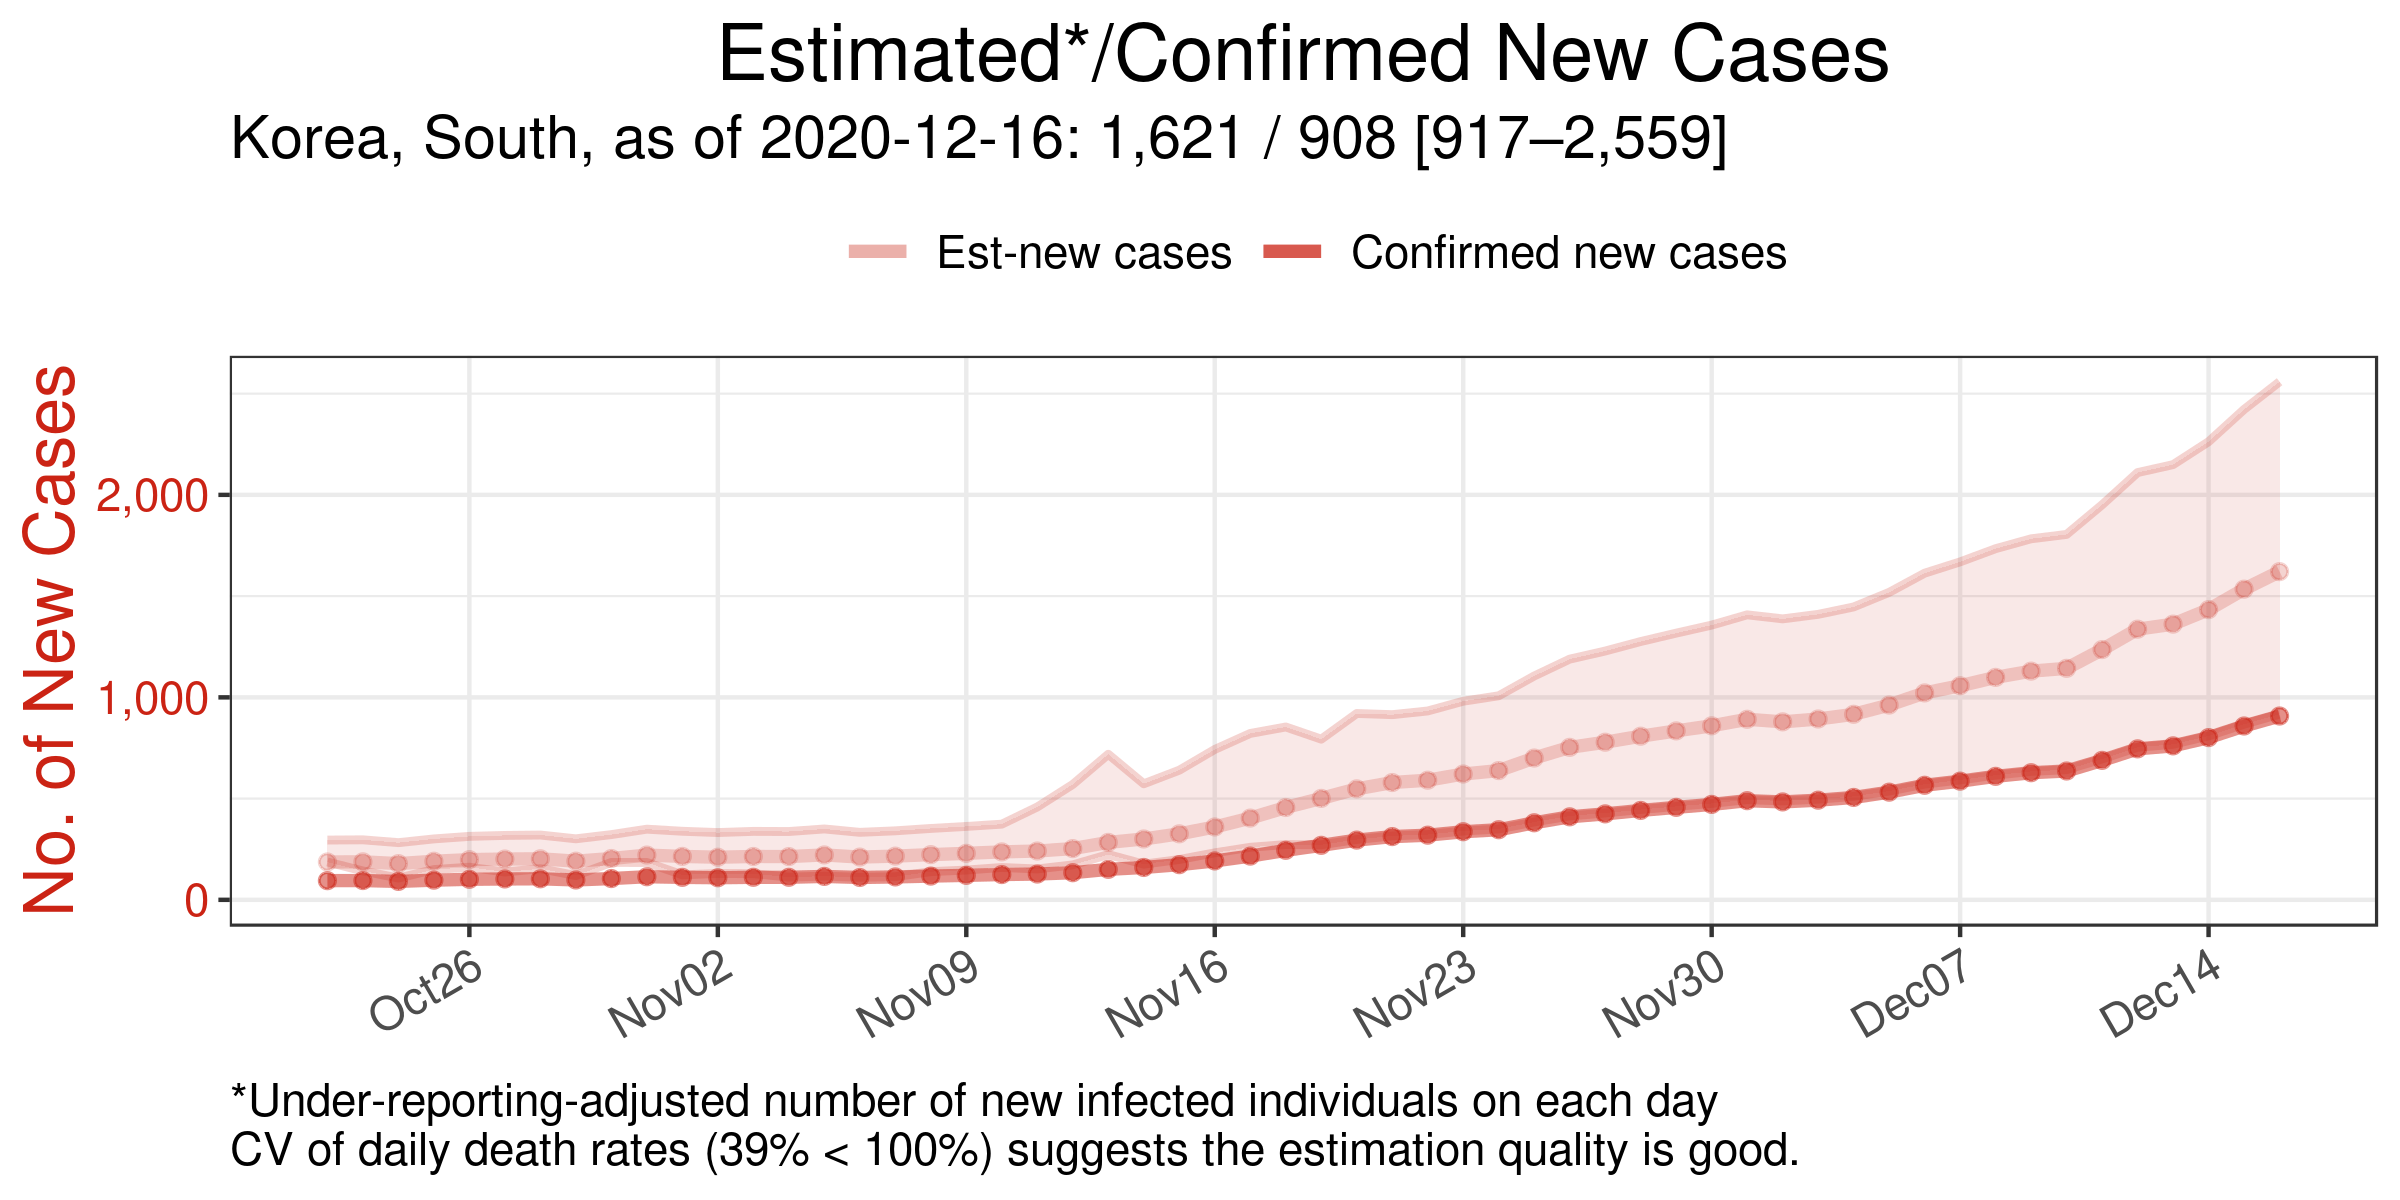 Estimated*/Confirmed New Cases
Korea, South, as of 2020-12-16: 1,621 / 908 [917–2,559]
Est-new cases
Confirmed new cases
No. of New Cases
2,000
1,000
0
Oct26
Nov02
Nov09
Nov16
Nov23
Nov30
Dec07
Dec14
*Under-reporting-adjusted number of new infected individuals on each day
CV of daily death rates (39% < 100%) suggests the estimation quality is good.